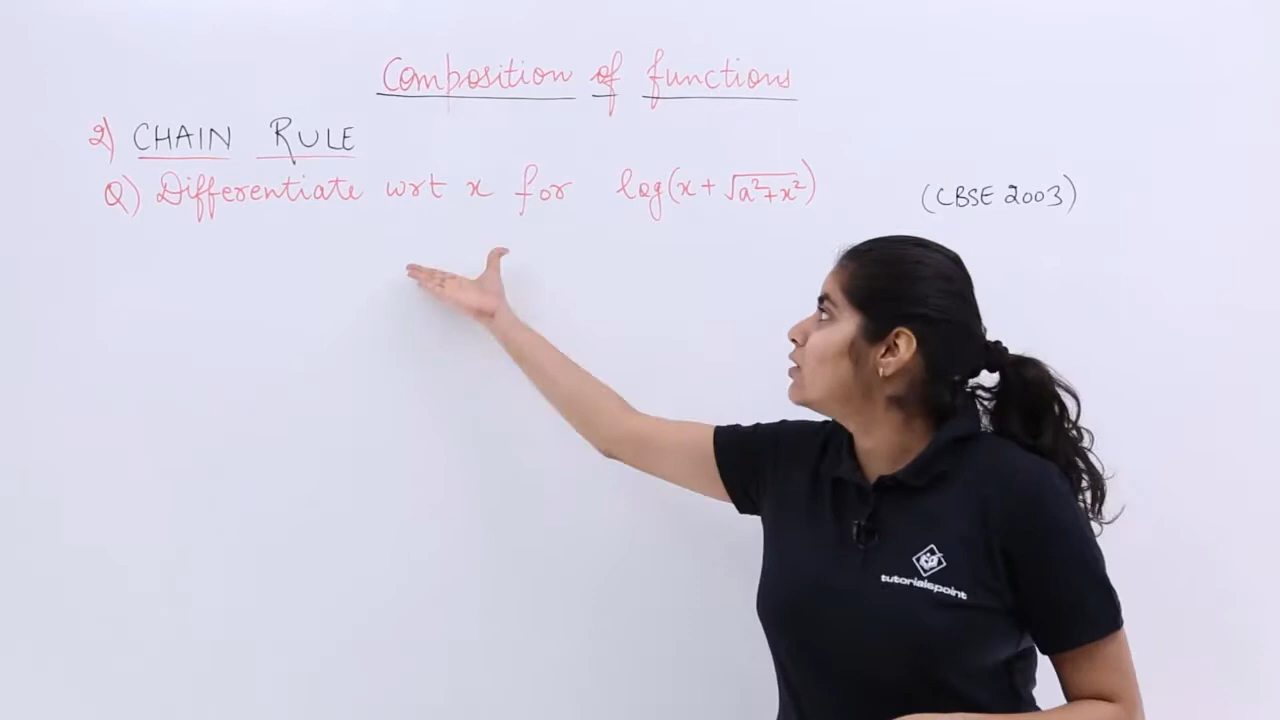 Composition of functions
2) CHAIN RULE
Q) Differentiate wrt x for log(x + √a²+x²) (CBSE 2003)
tutorialspoint